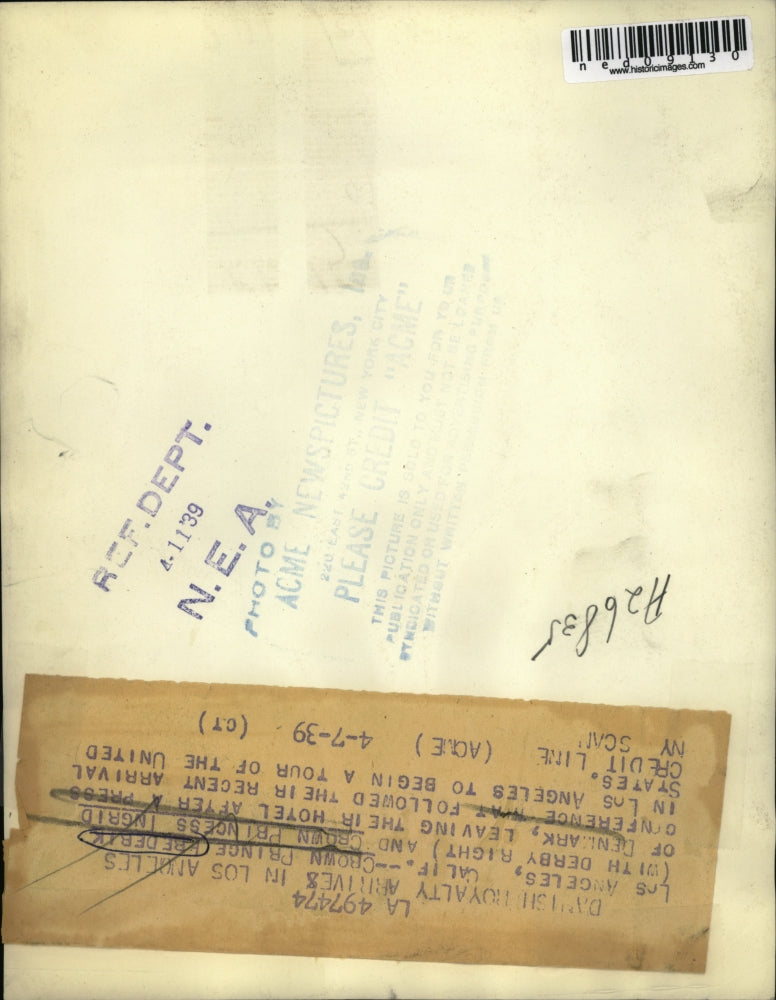 ned09130
www.historicimages.com
REF.DEPT.
4-11'39
N.E.A.
PHOTO BY
ACME NEWSPICTURES, INC.
220 EAST 42ND ST. NEW YORK CITY
PLEASE CREDIT "ACME"
THIS PICTURE IS SOLD TO YOU FOR YOUR
PUBLICATION ONLY AND MUST NOT BE LOANED
SYNDICATED OR USED FOR ADVERTISING PURPOSES
WITHOUT WRITTEN PERMISSION FROM US
H26835
LA 497474
DANISH ROYALTY ARRIVES IN LOS ANGELES
LOS ANGELES, CALIF.--CROWN PRINCE FREDERIK
(WITH DERBY RIGHT) AND CROWN PRINCESS INGRID
OF DENMARK, LEAVING THEIR HOTEL AFTER A PRESS
CONFERENCE THAT FOLLOWED THEIR RECENT ARRIVAL
IN LOS ANGELES TO BEGIN A TOUR OF THE UNITED
STATES.
CREDIT LINE (ACME) 4-7-39 (CT)
NY SCAN